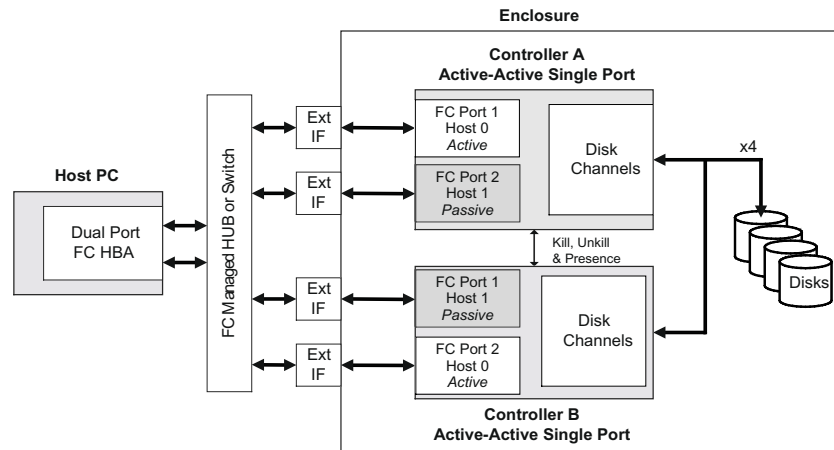 Enclosure
Controller A
Active-Active Single Port
Ext
IF
FC Port 1
Host 0
Active
Disk
Channels
x4
Host PC
Dual Port
FC HBA
FC Managed HUB or Switch
Ext
IF
FC Port 2
Host 1
Passive
Kill, Unkill
& Presence
Disks
Ext
IF
FC Port 1
Host 1
Passive
Disk
Channels
Ext
IF
FC Port 2
Host 0
Active
Controller B
Active-Active Single Port